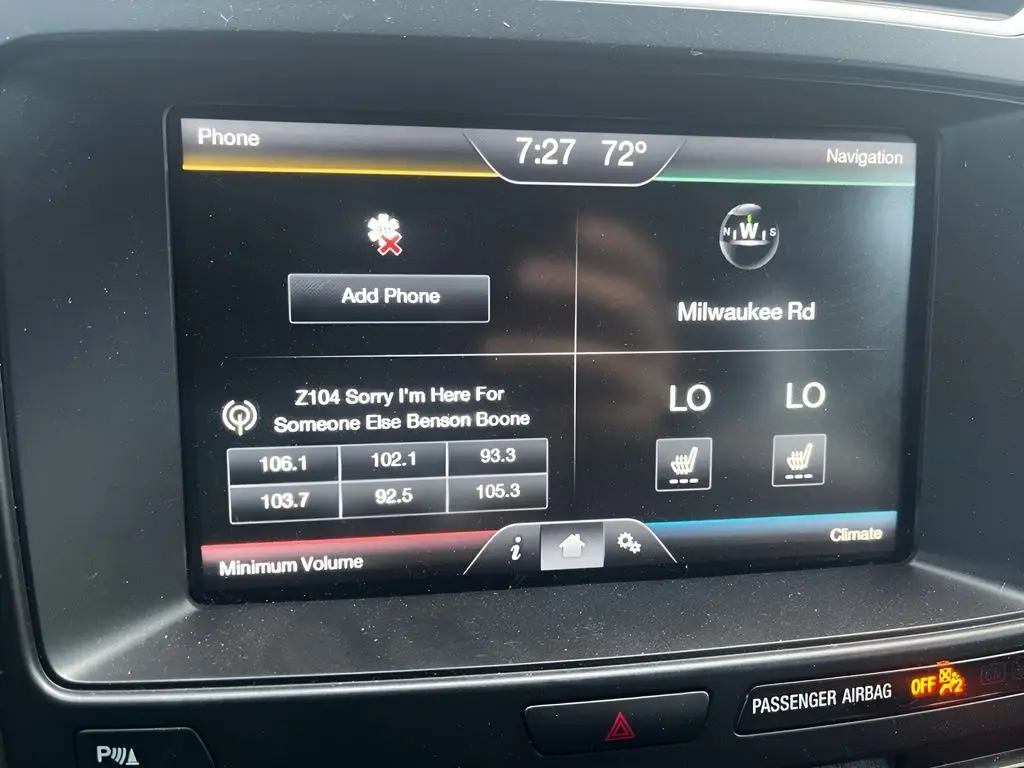 Phone
7:27 72°
Navigation
N W S
Add Phone
Milwaukee Rd
Z104 Sorry I'm Here For
Someone Else Benson Boone
LO LO
106.1 102.1 93.3
103.7 92.5 105.3
Minimum Volume
i
Climate
PASSENGER AIRBAG OFF 2
P